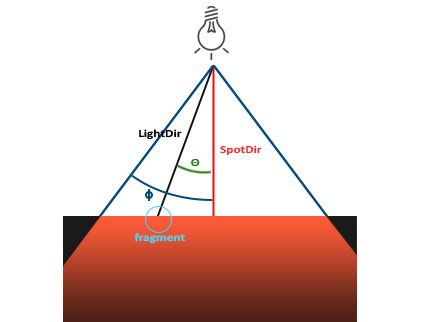 LightDir
Θ
SpotDir
ϕ
fragment